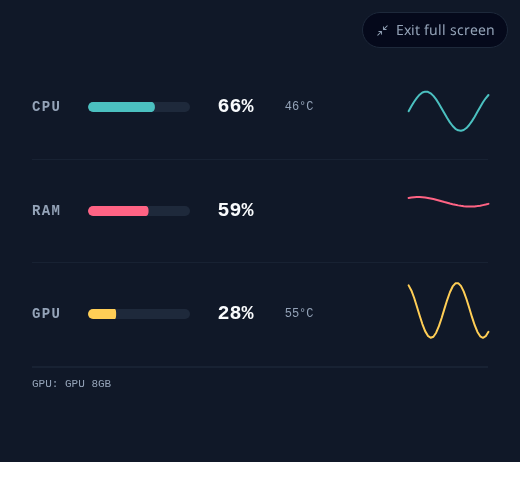 Exit full screen
CPU 66% 46°C
RAM 59%
GPU 28% 55°C
GPU: GPU 8GB